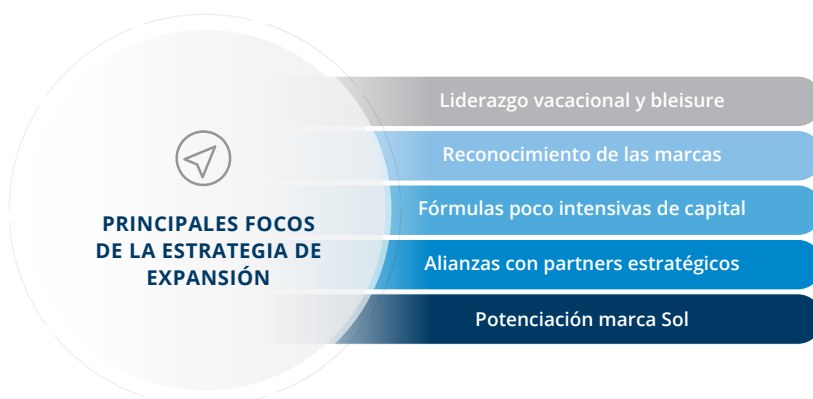 PRINCIPALES FOCOS
DE LA ESTRATEGIA DE
EXPANSIÓN
Liderazgo vacacional y bleisure
Reconocimiento de las marcas
Fórmulas poco intensivas de capital
Alianzas con partners estratégicos
Potenciación marca Sol